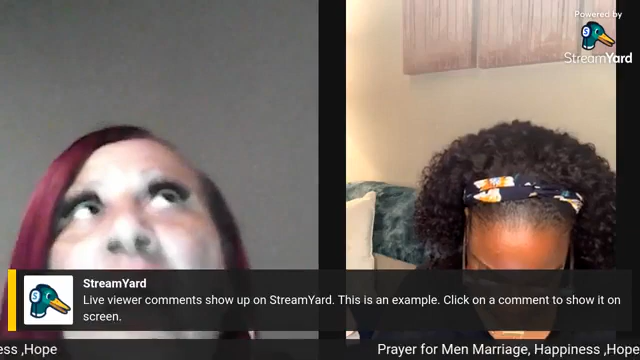 Powered by
StreamYard
StreamYard
Live viewer comments show up on StreamYard. This is an example. Click on a comment to show it on
screen.
ess ,Hope Prayer for Men Marriage, Happiness ,Hope